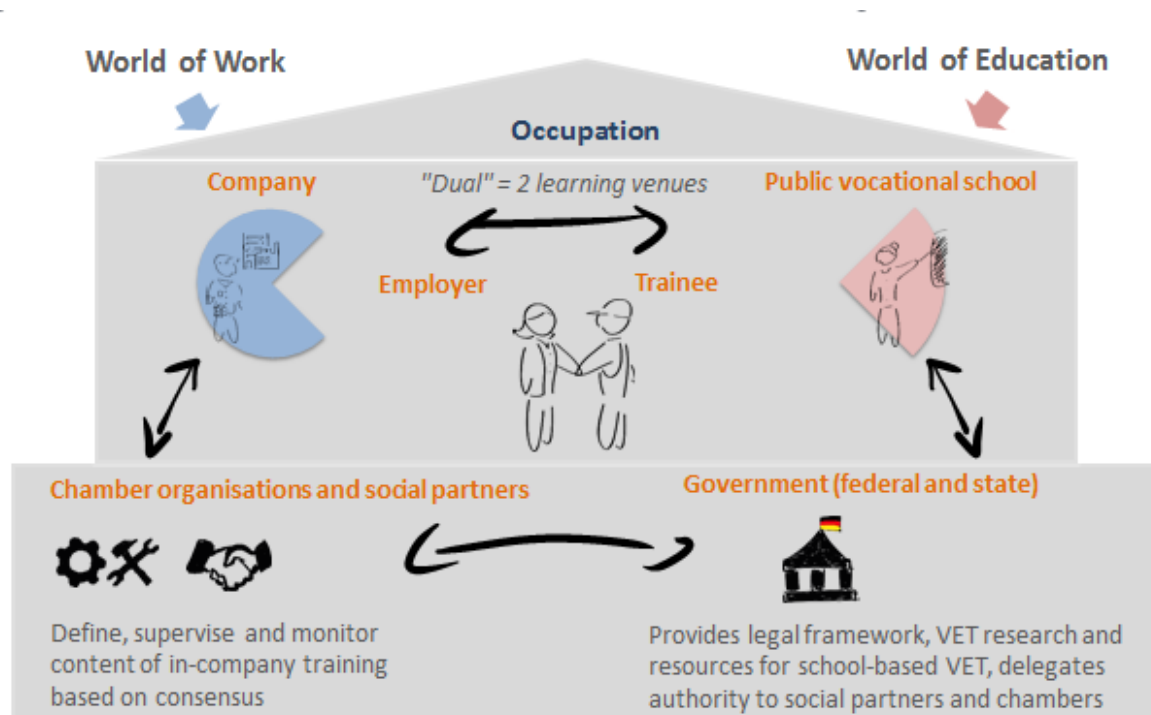 World of Work
World of Education
Occupation
Company
"Dual" = 2 learning venues
Public vocational school
Employer
Trainee
Chamber organisations and social partners
Government (federal and state)
Define, supervise and monitor
content of in-company training
based on consensus
Provides legal framework, VET research and
resources for school-based VET, delegates
authority to social partners and chambers